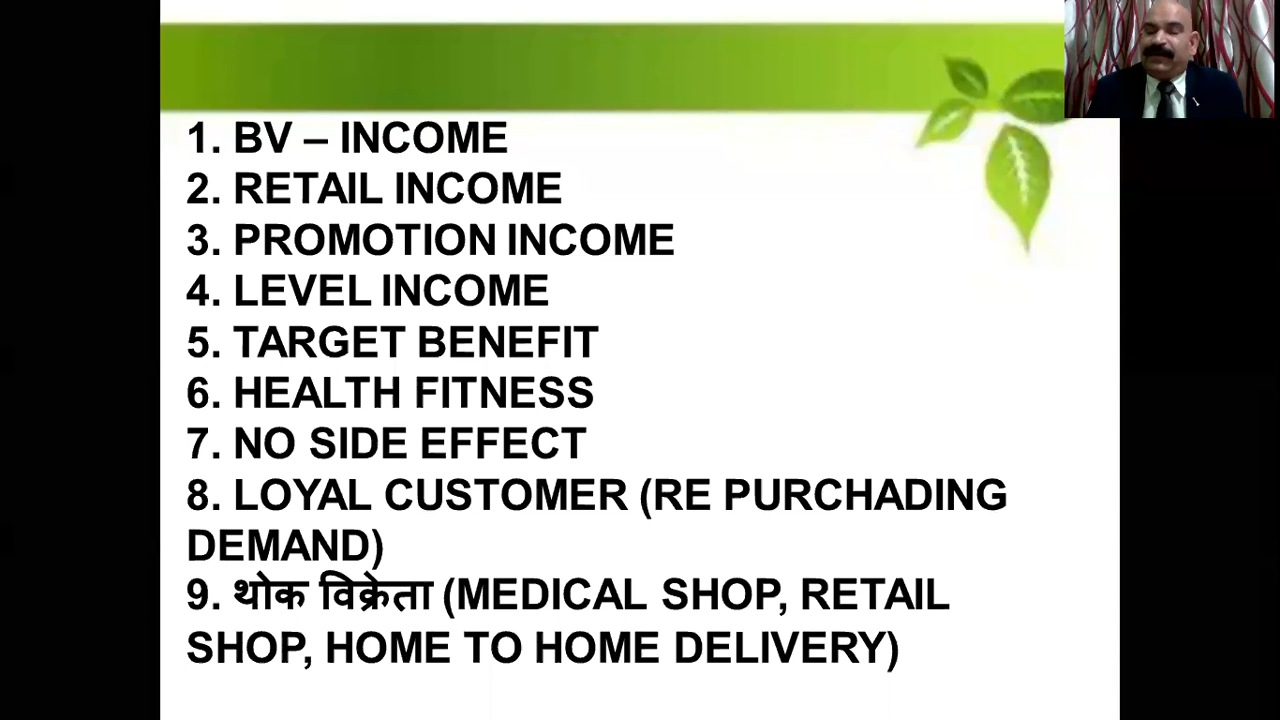 1. BV – INCOME
2. RETAIL INCOME
3. PROMOTION INCOME
4. LEVEL INCOME
5. TARGET BENEFIT
6. HEALTH FITNESS
7. NO SIDE EFFECT
8. LOYAL CUSTOMER (RE PURCHADING
DEMAND)
9. थोक विक्रेता (MEDICAL SHOP, RETAIL
SHOP, HOME TO HOME DELIVERY)